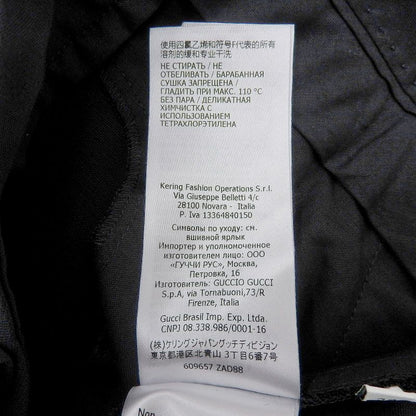 使用四氯乙烯和符号F代表的所有
溶剂的缓和专业干洗
НЕ СТИРАТЬ / НЕ
ОТБЕЛИВАТЬ / БАРАБАННАЯ
СУШКА ЗАПРЕЩЕНА /
ГЛАДИТЬ ПРИ МАКС. 110 °C
БЕЗ ПАРА / ДЕЛИКАТНАЯ
ХИМЧИСТКА С
ИСПОЛЬЗОВАНИЕМ
ТЕТРАХЛОРЭТИЛЕНА
Kering Fashion Operations S.r.l.
Via Giuseppe Belletti 4/c
28100 Novara - Italia
P. Iva 13364840150
Символы по уходу: см.
вшивной ярлык
Импортер и уполномоченное
изготовителем лицо: ООО
«ГУЧЧИ РУС», Москва,
Петровка, 16
Изготовитель: GUCCIO GUCCI
S.p.A, via Tornabuoni,73/R
Firenze, Italia
Gucci Brasil Imp. Exp. Ltda.
CNPJ 08.338.986/0001-16
(株)ケリングジャパングッチディビジョン
東京都港区北青山 3丁目6番7号
609657 ZAD88
Non